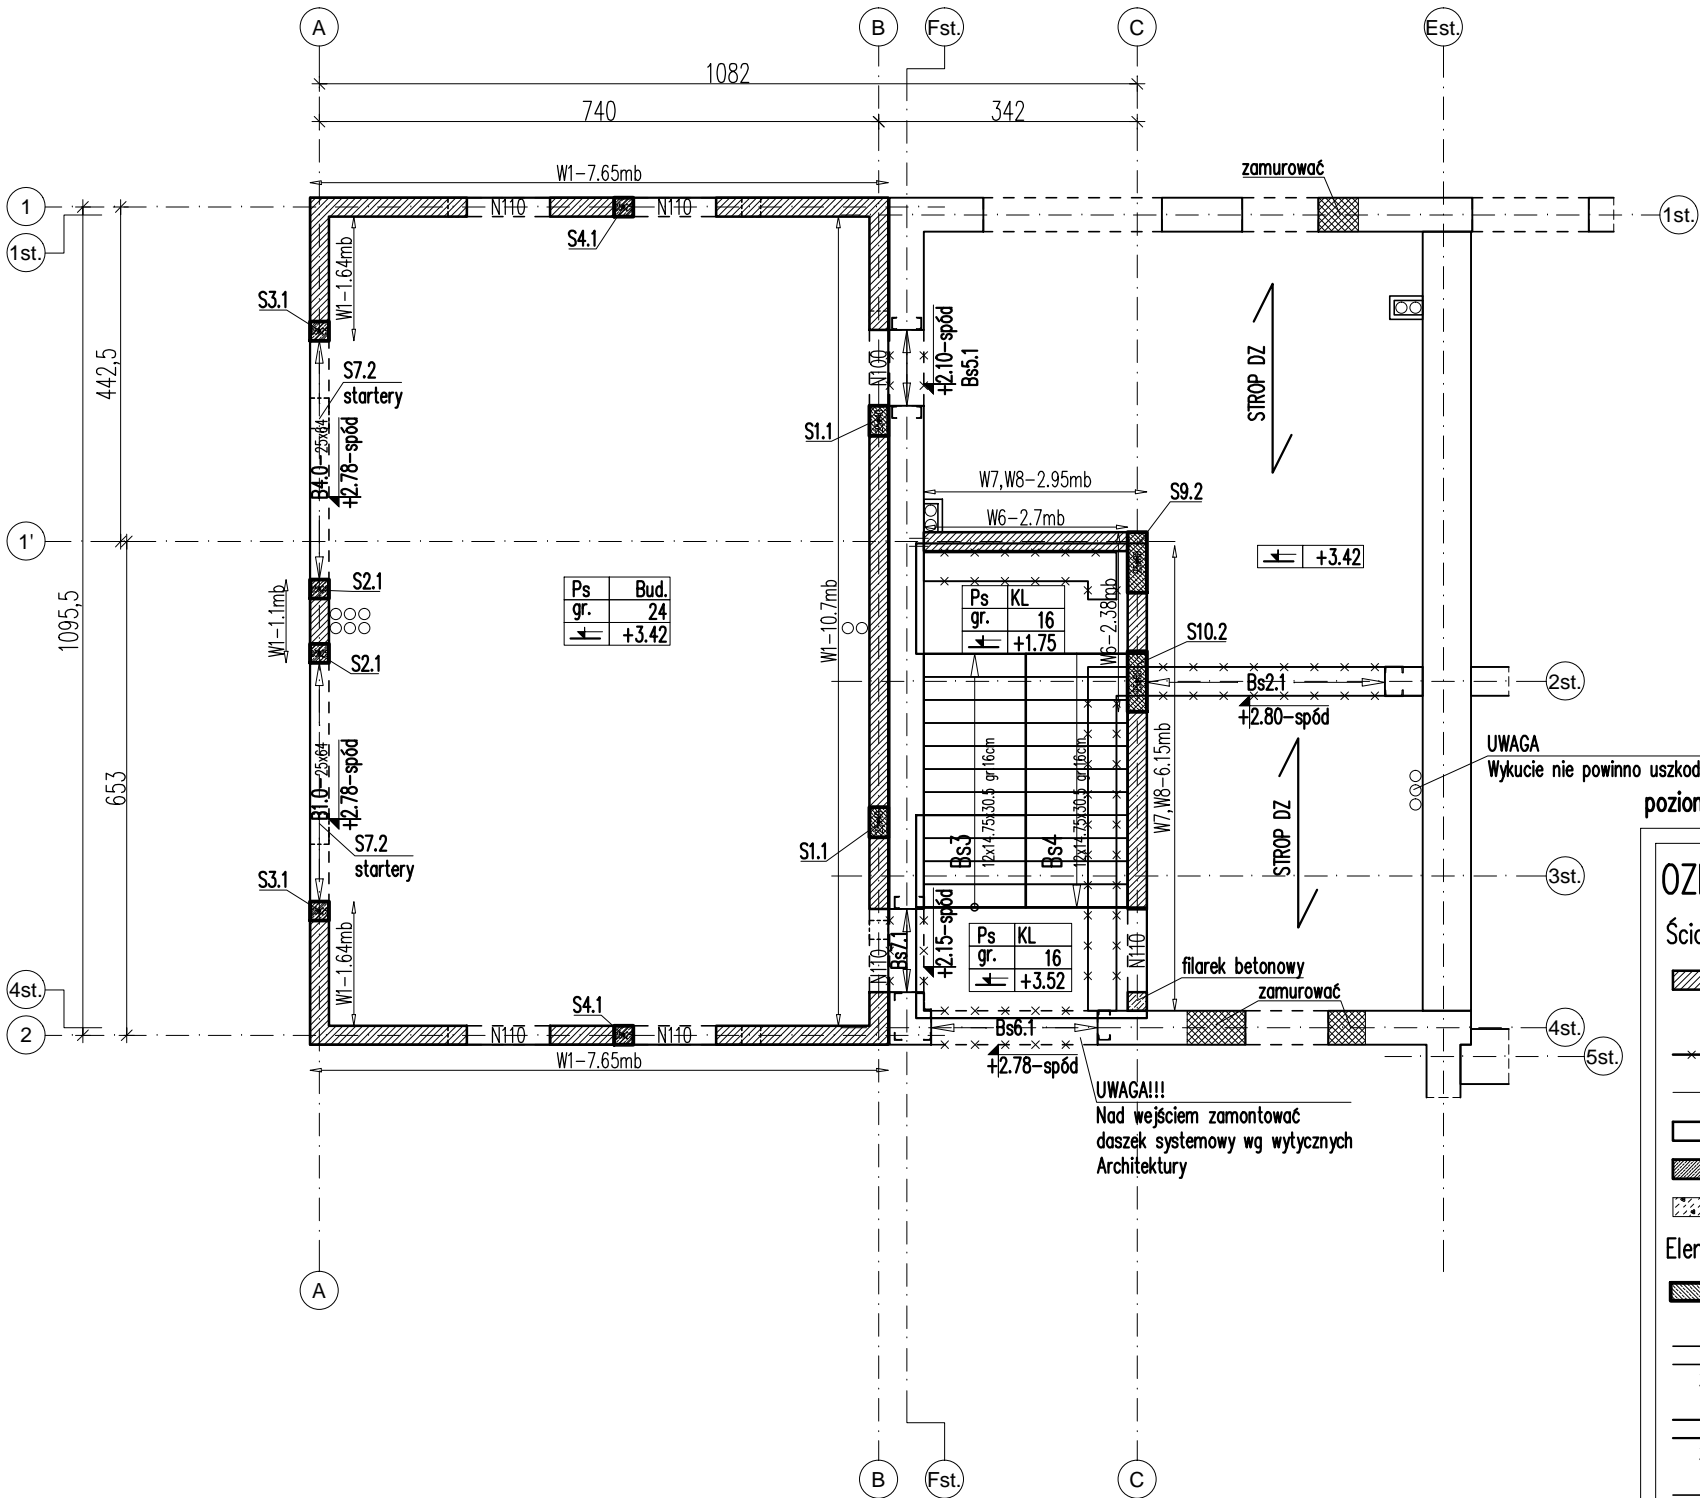 A
B
Fst.
C
Est.
1082
740
342
W1-7.65mb
zamurować
1
1st.
1st.
N110
N110
S4.1
W1-1.64mb
S3.1
442,5
S7.2
startery
B4.0-25x64
+2.78-spód
N100
+2.10-spód
Bs5.1
S1.1
STROP DZ
W7,W8-2.95mb
W6-2.7mb
S9.2
1'
+3.42
S2.1
W1-1.1mb
S2.1
1095,5
Ps Bud.
gr. 24
+3.42
W1-10.7mb
Ps KL
gr. 16
+1.75
W6-2.38mb
S10.2
Bs2.1
+2.80-spód
2st.
653
B1.0-25x64
+2.78-spód
S7.2
startery
S3.1
S1.1
Bs3
12x14.75x30.5 gr16cm
Bs4
12x14.75x30.5 gr16cm
W7,W8-6.15mb
STROP DZ
UWAGA
Wykucie nie powinno uszkod
pozion
3st.
OZ
Ścic
W1-1.64mb
N110
Bs7.1
+2.15-spód
Ps KL
gr. 16
+3.52
N110
filarek betonowy
zamurować
4st.
2
S4.1
N110
N110
W1-7.65mb
Bs6.1
+2.78-spód
4st.
5st.
UWAGA!!!
Nad wejściem zamontować
daszek systemowy wg wytycznych
Architektury
Eler
A
B
Fst.
C